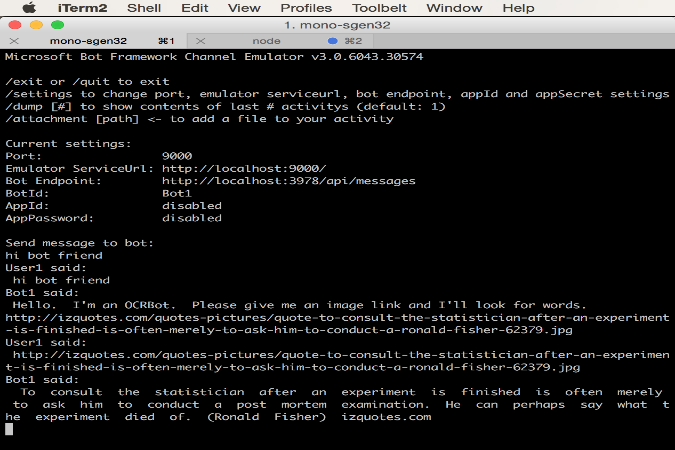 iTerm2 Shell Edit View Profiles Toolbelt Window Help
1. mono-sgen32
mono-sgen32 ⌘1 node ⌘2
Microsoft Bot Framework Channel Emulator v3.0.6043.30574
/exit or /quit to exit
/settings to change port, emulator serviceurl, bot endpoint, appId and appSecret settings
/dump [#] to show contents of last # activitys (default: 1)
/attachment [path] <- to add a file to your activity
Current settings:
Port: 9000
Emulator ServiceUrl: http://localhost:9000/
Bot Endpoint: http://localhost:3978/api/messages
BotId: Bot1
AppId: disabled
AppPassword: disabled
Send message to bot:
hi bot friend
User1 said:
hi bot friend
Bot1 said:
Hello. I'm an OCRBot. Please give me an image link and I'll look for words.
http://izquotes.com/quotes-pictures/quote-to-consult-the-statistician-after-an-experiment
-is-finished-is-often-merely-to-ask-him-to-conduct-a-ronald-fisher-62379.jpg
User1 said:
http://izquotes.com/quotes-pictures/quote-to-consult-the-statistician-after-an-experimen
t-is-finished-is-often-merely-to-ask-him-to-conduct-a-ronald-fisher-62379.jpg
Bot1 said:
To consult the statistician after an experiment is finished is often merely
to ask him to conduct a post mortem examination. He can perhaps say what t
he experiment died of. (Ronald Fisher) izquotes.com